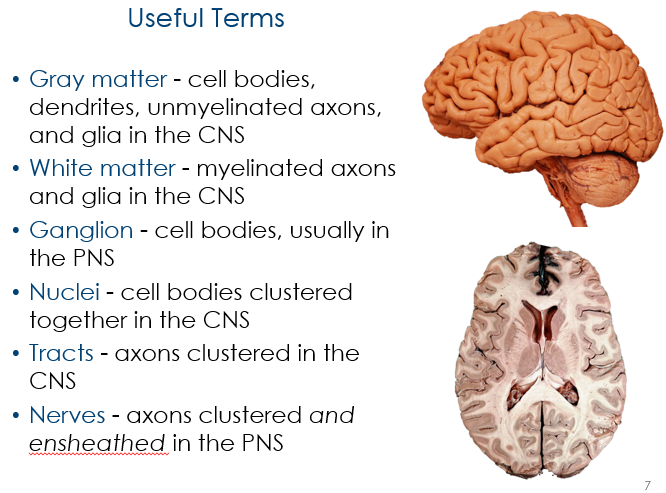 Useful Terms
• Gray matter - cell bodies,
dendrites, unmyelinated axons,
and glia in the CNS
• White matter - myelinated axons
and glia in the CNS
• Ganglion - cell bodies, usually in
the PNS
• Nuclei - cell bodies clustered
together in the CNS
• Tracts - axons clustered in the
CNS
• Nerves - axons clustered and
ensheathed in the PNS
7